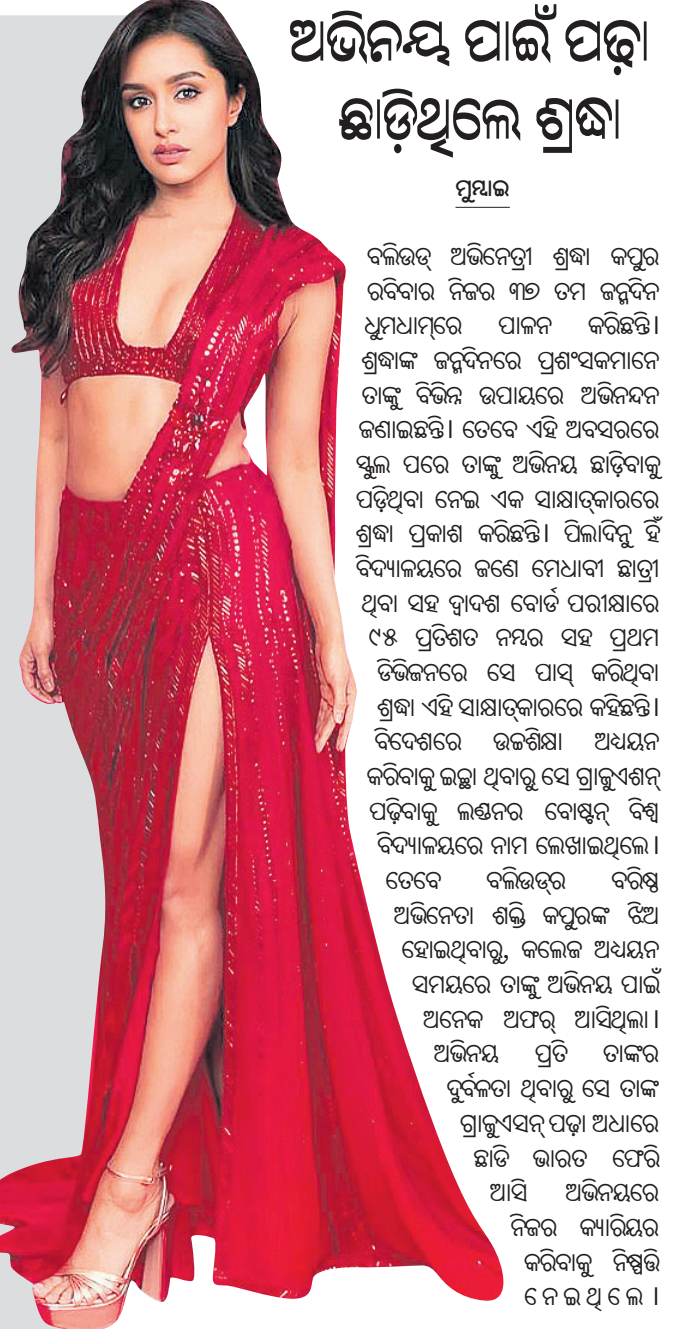 ଅଭିନୟ ପାଇଁ ପଢ଼ା
ଛାଡ଼ିଥିଲେ ଶ୍ରଦ୍ଧା
ମୁମ୍ବାଇ
ବଲିଉଡ୍ ଅଭିନେତ୍ରୀ ଶ୍ରଦ୍ଧା କପୁର
ରବିବାର ନିଜର ୩୭ ତମ ଜନ୍ମଦିନ
ଧୁମଧାମ୍‌ରେ ପାଳନ କରିଛନ୍ତି।
ଶ୍ରଦ୍ଧାଙ୍କ ଜନ୍ମଦିନରେ ପ୍ରଶଂସକମାନେ
ତାଙ୍କୁ ବିଭିନ୍ନ ଉପାୟରେ ଅଭିନନ୍ଦନ
ଜଣାଇଛନ୍ତି। ତେବେ ଏହି ଅବସରରେ
ସ୍କୁଲ ପରେ ତାଙ୍କୁ ଅଭିନୟ ଛାଡ଼ିବାକୁ
ପଡ଼ିଥିବା ନେଇ ଏକ ସାକ୍ଷାତ୍‌କାରରେ
ଶ୍ରଦ୍ଧା ପ୍ରକାଶ କରିଛନ୍ତି। ପିଲାଦିନୁ ହିଁ
ବିଦ୍ୟାଳୟରେ ଜଣେ ମେଧାବୀ ଛାତ୍ରୀ
ଥିବା ସହ ଦ୍ୱାଦଶ ବୋର୍ଡ ପରୀକ୍ଷାରେ
୯୫ ପ୍ରତିଶତ ନମ୍ବର ସହ ପ୍ରଥମ
ଡିଭିଜନରେ ସେ ପାସ୍ କରିଥିବା
ଶ୍ରଦ୍ଧା ଏହି ସାକ୍ଷାତ୍‌କାରରେ କହିଛନ୍ତି।
ବିଦେଶରେ ଉଚ୍ଚଶିକ୍ଷା ଅଧ୍ୟୟନ
କରିବାକୁ ଇଚ୍ଛା ଥିବାରୁ ସେ ଗ୍ରାଜୁଏଶନ୍
ପଢ଼ିବାକୁ ଲଣ୍ଡନର ବୋଷ୍ଟନ୍ ବିଶ୍ୱ
ବିଦ୍ୟାଳୟରେ ନାମ ଲେଖାଇଥିଲେ।
ତେବେ ବଲିଉଡ୍‌ର ବରିଷ୍ଠ
ଅଭିନେତା ଶକ୍ତି କପୁରଙ୍କ ଝିଅ
ହୋଇଥିବାରୁ, କଲେଜ ଅଧ୍ୟୟନ
ସମୟରେ ତାଙ୍କୁ ଅଭିନୟ ପାଇଁ
ଅନେକ ଅଫର୍ ଆସିଥିଲା।
ଅଭିନୟ ପ୍ରତି ତାଙ୍କର
ଦୁର୍ବଳତା ଥିବାରୁ ସେ ତାଙ୍କ
ଗ୍ରାଜୁଏସନ୍ ପଢ଼ା ଅଧାରେ
ଛାଡି ଭାରତ ଫେରି
ଆସି ଅଭିନୟରେ
ନିଜର କ୍ୟାରିୟର
କରିବାକୁ ନିଷ୍ପତ୍ତି
ନେଇଥିଲେ।